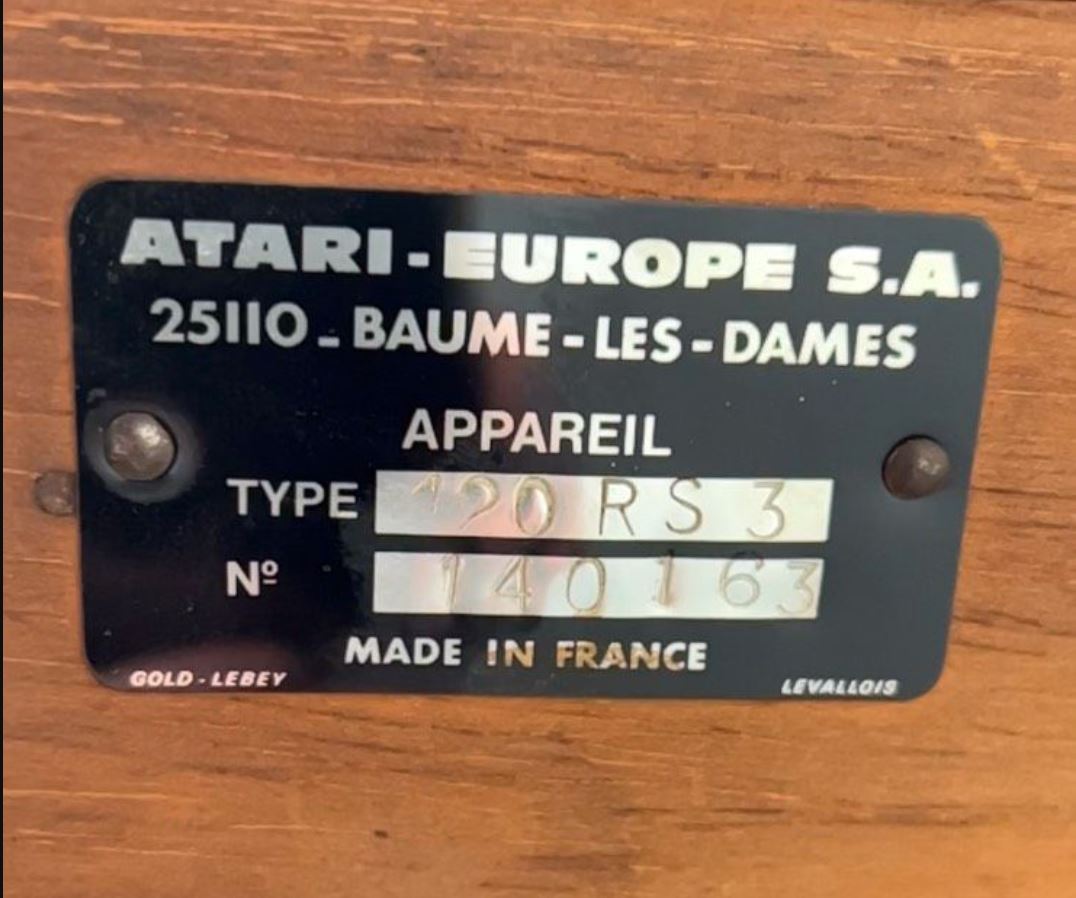 ATARI-EUROPE S.A.
25110-BAUME-LES-DAMES
APPAREIL
TYPE 120 RS 3
Nº 140163
MADE IN FRANCE
GOLD-LEBEY LEVALLOIS